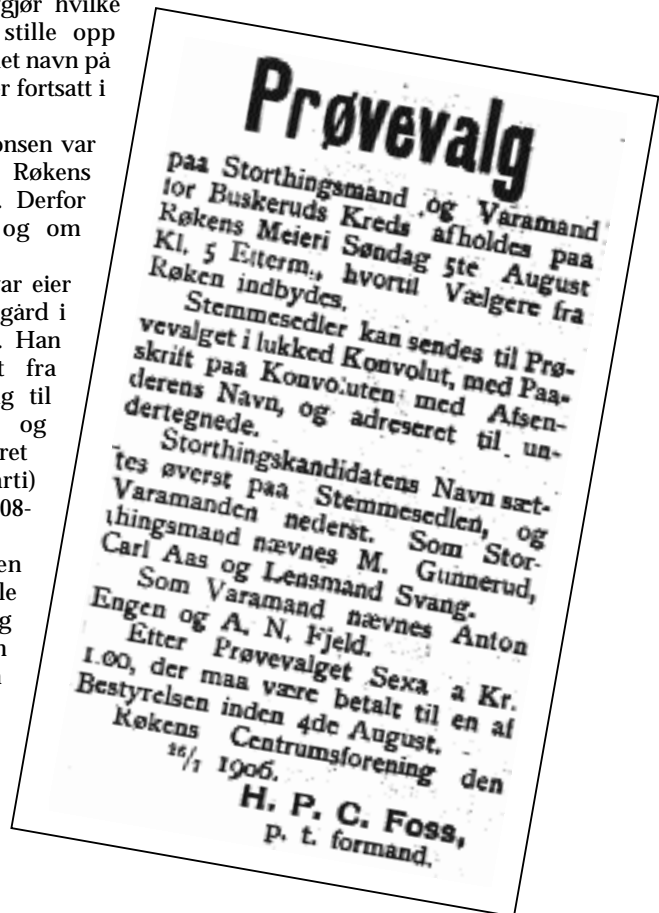 gjør hvilke
stille opp
et navn på
r fortsatt i
onsen var
Røkens
. Derfor
og om
var eier
gård i
. Han
t fra
g til
og
ret
arti)
08-
en
le
g
n
Prøvevalg
paa Storthingsmand og Varamand
for Buskeruds Kreds afholdes paa
Røkens Meieri Søndag 5te August
Kl. 5 Efterm., hvortil Vælgere fra
Røken indbydes.
Stemmesedler kan sendes til Prø-
vevalget i lukked Konvolut, med Paa-
skrift paa Konvoluten med Afsen-
derens Navn, og adreseret til un-
dertegnede.
Storthingskandidatens Navn sæt-
tes øverst paa Stemmesedlen, og
Varamanden nederst. Som Stor-
thingsmand nævnes M. Gunnerud,
Carl Aas og Lensmand Svang.
Som Varamand nævnes Anton
Engen og A. N. Fjeld.
Efter Prøvevalget Sexa a Kr.
1.00, der maa være betalt til en af
Bestyrelsen inden 4de August.
Røkens Centrumsforening den
26/7 1906.
H. P. C. Foss,
p. t. formand.